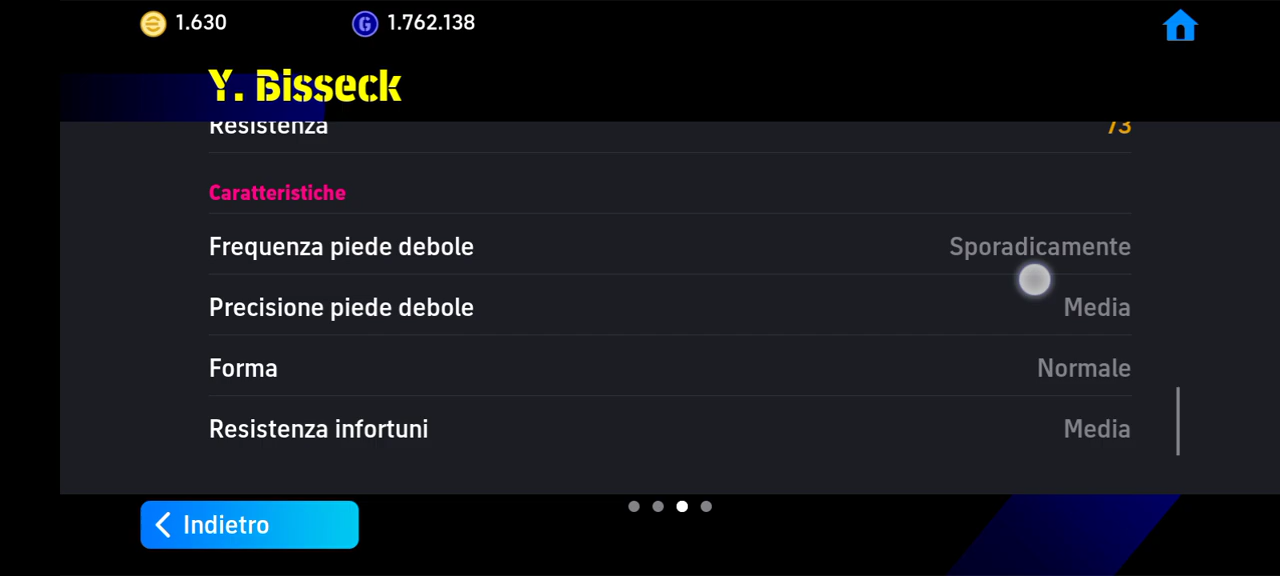 1.630
1.762.138
Y. Bisseck
Resistenza 73
Caratteristiche
Frequenza piede debole Sporadicamente
Precisione piede debole Media
Forma Normale
Resistenza infortuni Media
Indietro